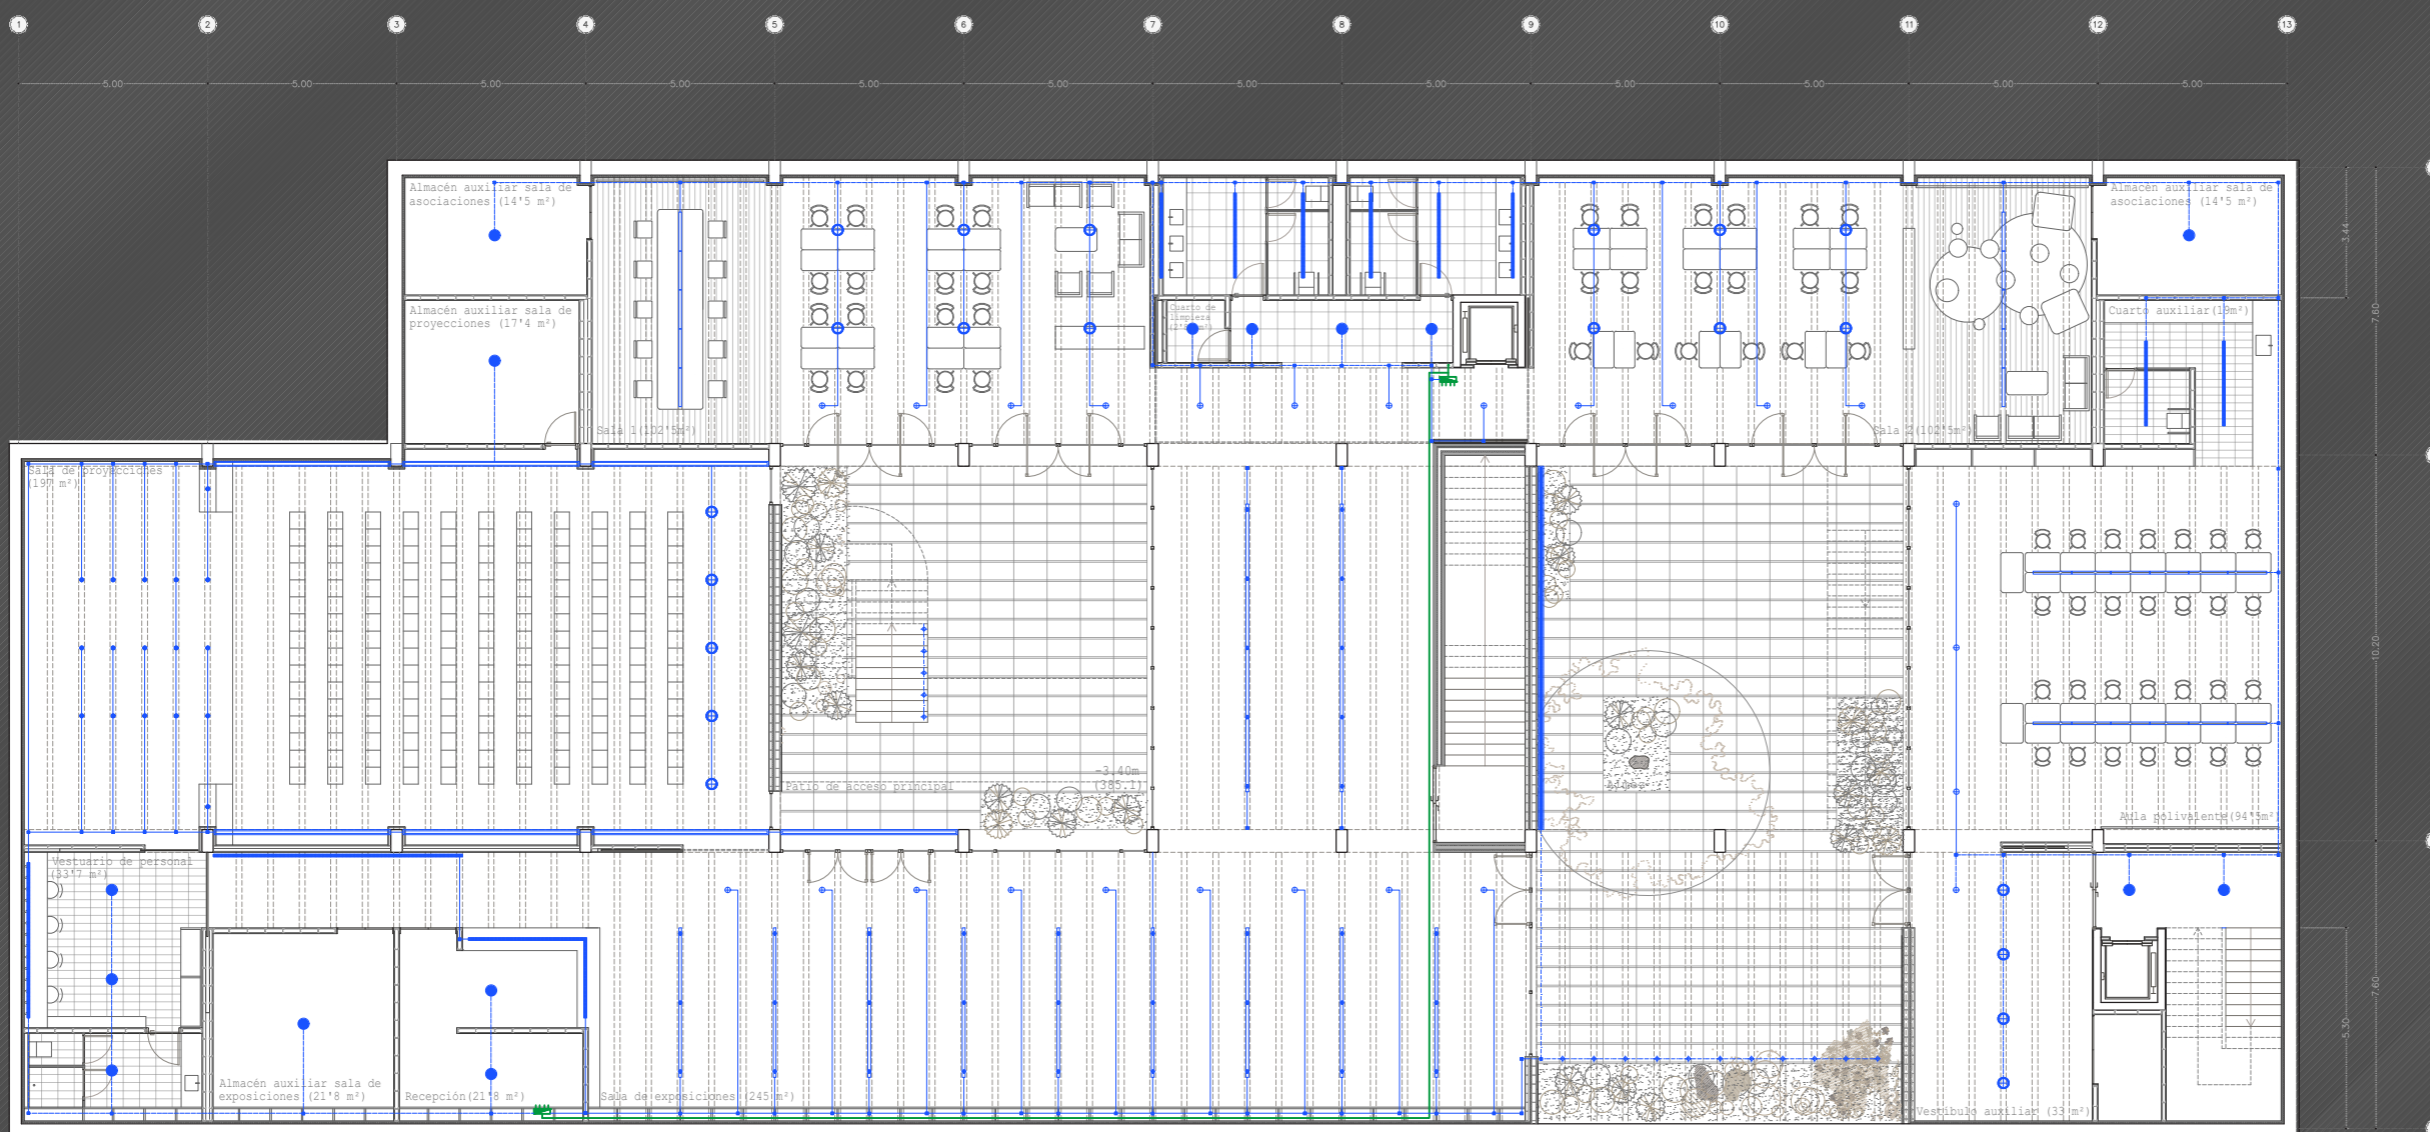 1 2 3 4 5 6 7 8 9 10 11 12 13
5.00 5.00 5.00 5.00 5.00 5.00 5.00 5.00 5.00 5.00 5.00 5.00
Almacén auxiliar sala de
asociaciones (14'5 m²)
Almacén auxiliar sala de
asociaciones (14'5 m²)
3.44
Almacén auxiliar sala de
proyecciones (17'4 m²)
Cuarto de
limpieza
Cuarto auxiliar(19m²)
7.60
Sala 1(102'5m²)
Sala 2(102'5m²)
Sala de proyecciones
(197 m²)
10.20
-3.40m
(385.1)
Patio de acceso principal
Aula polivalente(94'5m²
Vestuario de personal
(33'7 m²)
7.60
5.30
Almacén auxiliar sala de
exposiciones (21'8 m²)
Recepción(21'8 m²)
Sala de exposiciones (245 m²)
Vestíbulo auxiliar (33 m²)